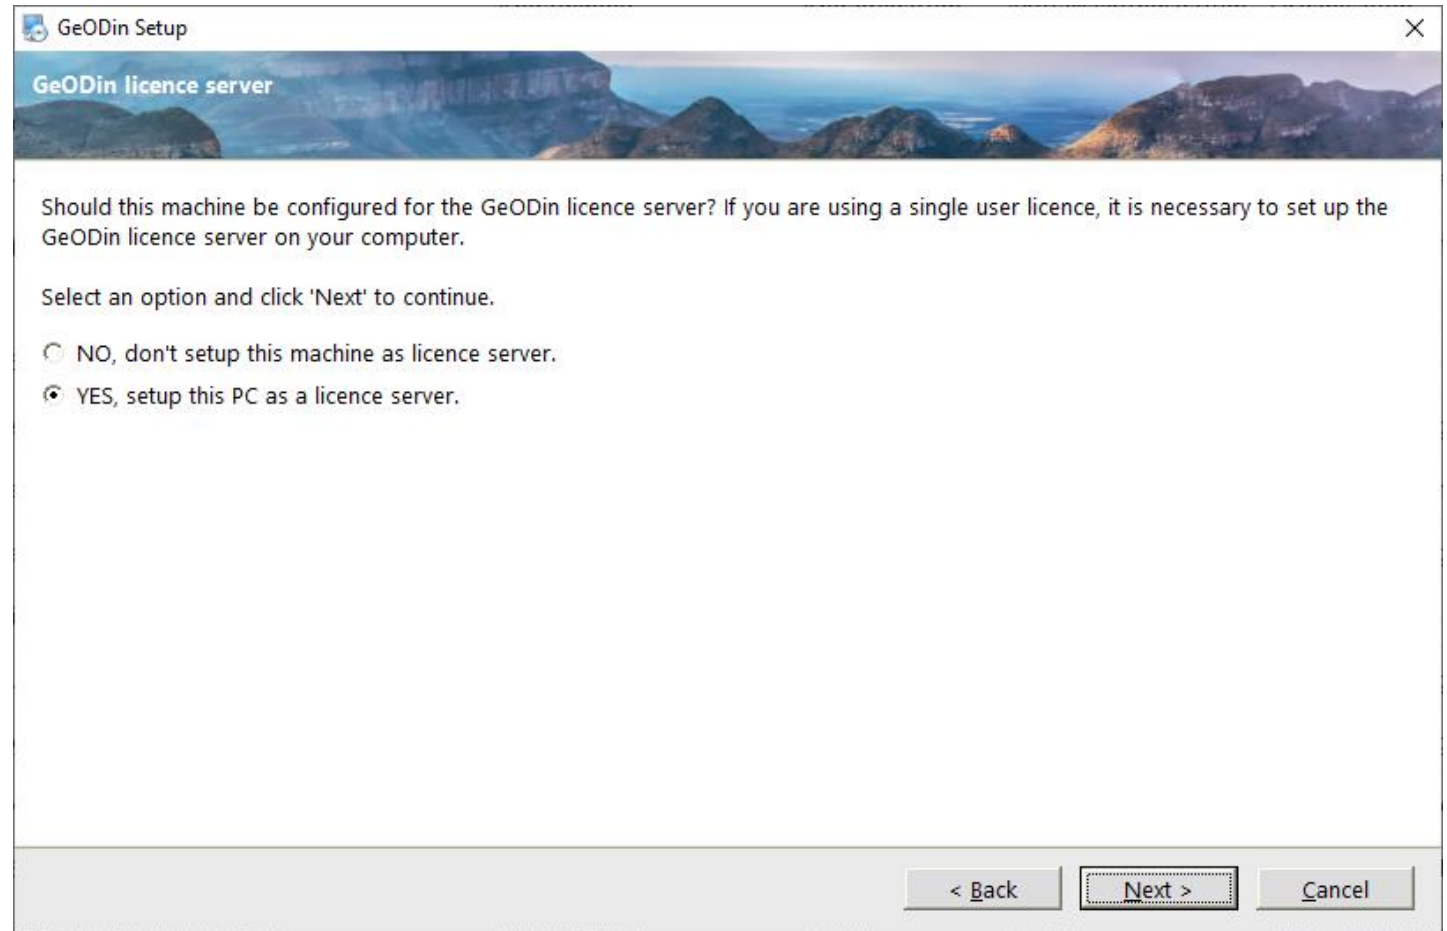 GeODin Setup
GeODin licence server
Should this machine be configured for the GeODin licence server? If you are using a single user licence, it is necessary to set up the
GeODin licence server on your computer.
Select an option and click 'Next' to continue.
NO, don't setup this machine as licence server.
YES, setup this PC as a licence server.
< Back
Next >
Cancel